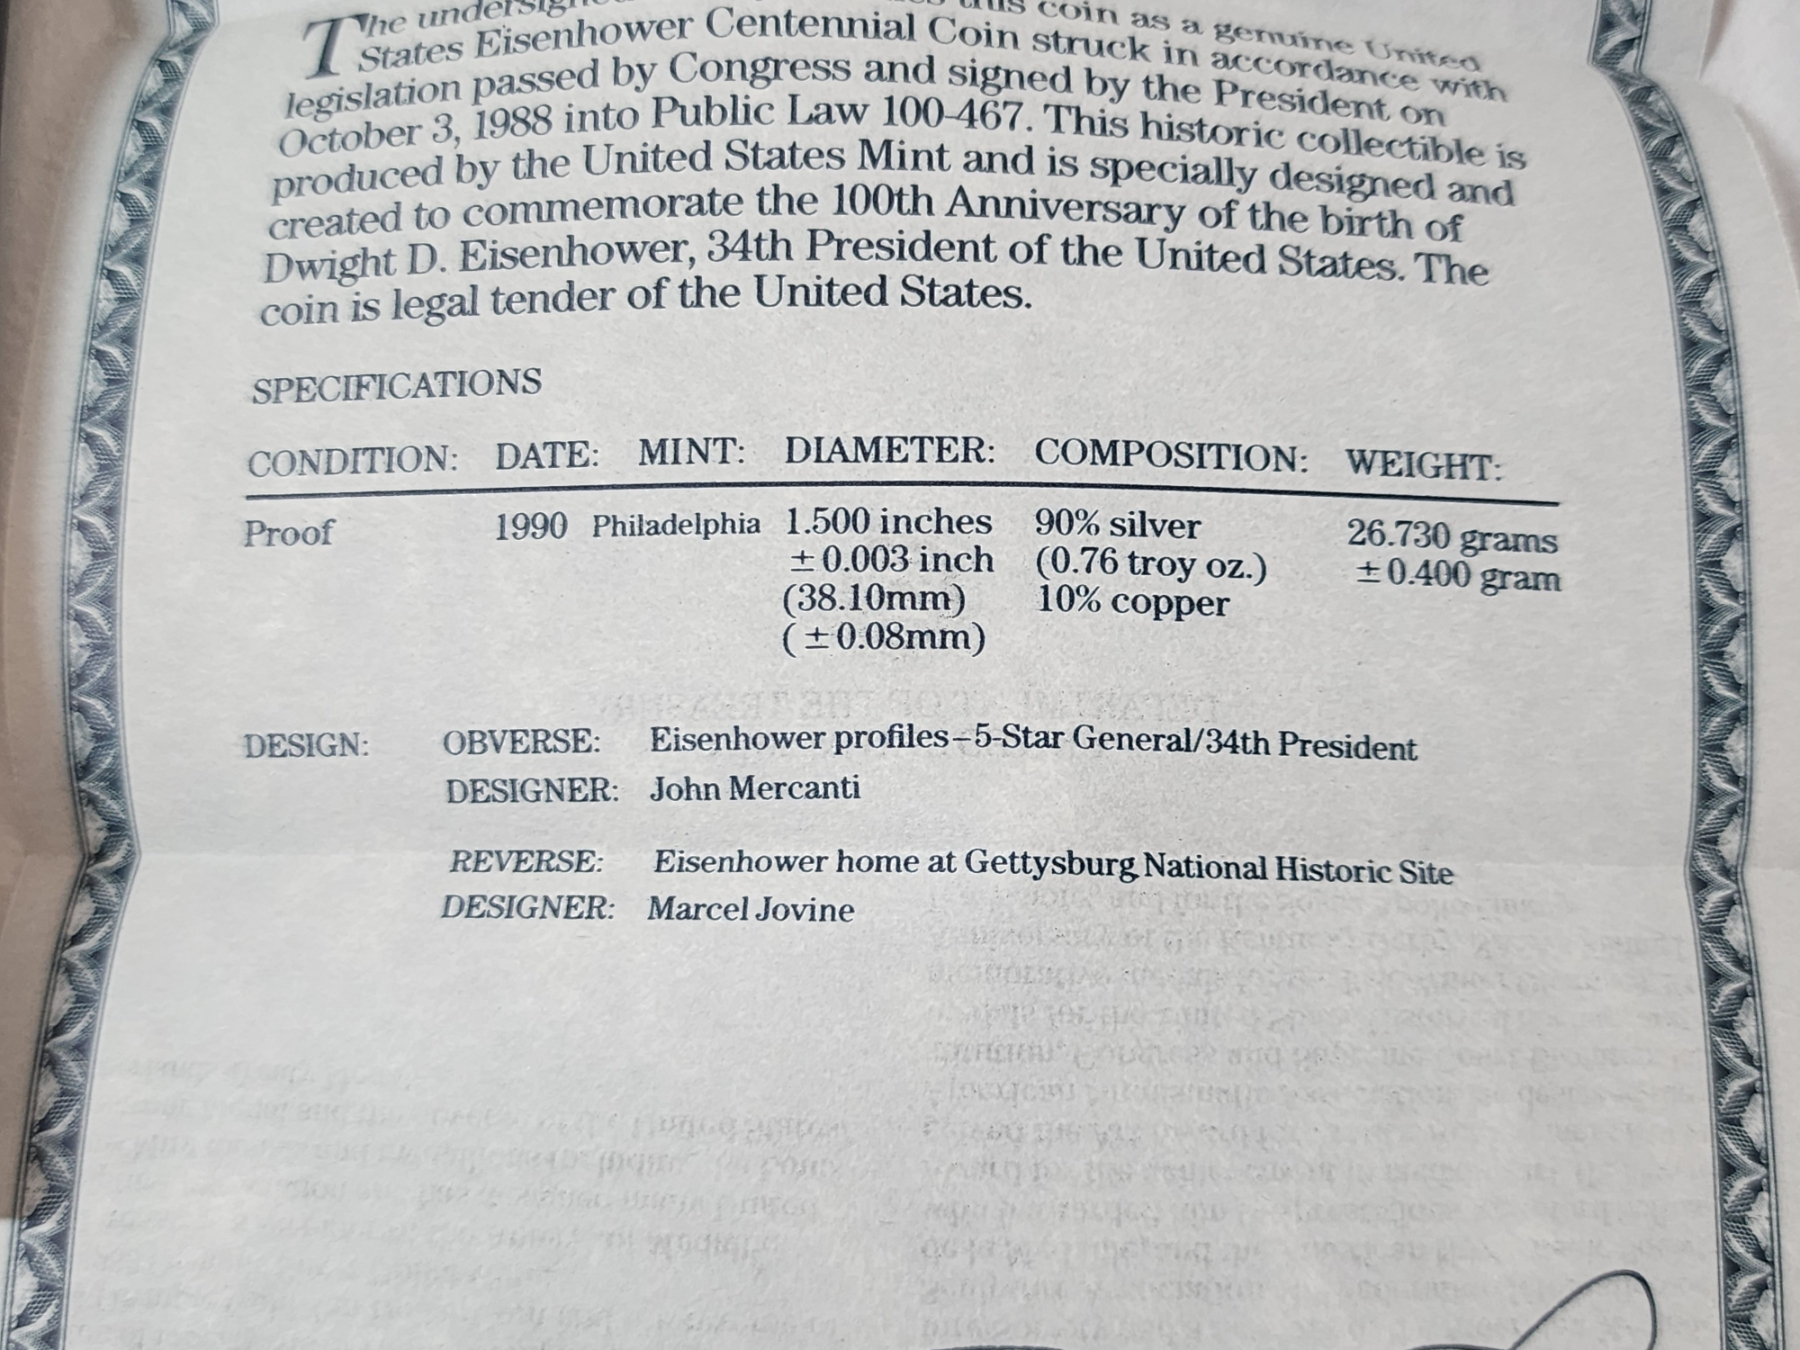 The this coin as a genuine United
States Eisenhower Centennial Coin struck in accordance with
legislation passed by Congress and signed by the President on
October 3, 1988 into Public Law 100-467. This historic collectible is
produced by the United States Mint and is specially designed and
created to commemorate the 100th Anniversary of the birth of
Dwight D. Eisenhower, 34th President of the United States. The
coin is legal tender of the United States.
SPECIFICATIONS
CONDITION: DATE: MINT: DIAMETER: COMPOSITION: WEIGHT:
Proof 1990 Philadelphia 1.500 inches 90% silver 26.730 grams
±0.003 inch (0.76 troy oz.) ±0.400 gram
(38.10mm) 10% copper
(±0.08mm)
DESIGN: OBVERSE: Eisenhower profiles–5-Star General/34th President
DESIGNER: John Mercanti
REVERSE: Eisenhower home at Gettysburg National Historic Site
DESIGNER: Marcel Jovine